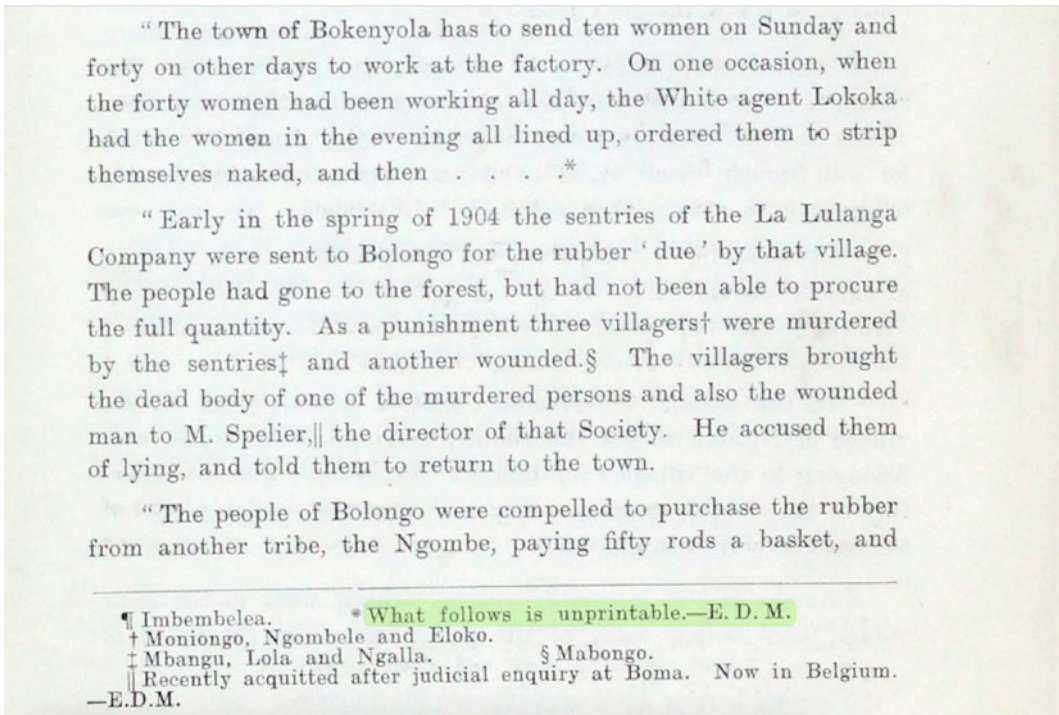 “ The town of Bokenyola has to send ten women on Sunday and
forty on other days to work at the factory. On one occasion, when
the forty women had been working all day, the White agent Lokoka
had the women in the evening all lined up, ordered them to strip
themselves naked, and then . . . .*
“ Early in the spring of 1904 the sentries of the La Lulanga
Company were sent to Bolongo for the rubber ‘ due ’ by that village.
The people had gone to the forest, but had not been able to procure
the full quantity. As a punishment three villagers† were murdered
by the sentries‡ and another wounded.§ The villagers brought
the dead body of one of the murdered persons and also the wounded
man to M. Spelier,‖ the director of that Society. He accused them
of lying, and told them to return to the town.
“ The people of Bolongo were compelled to purchase the rubber
from another tribe, the Ngombe, paying fifty rods a basket, and
¶ Imbembelea. * What follows is unprintable.—E. D. M.
† Moniongo, Ngombele and Eloko.
‡ Mbangu, Lola and Ngalla. § Mabongo.
‖ Recently acquitted after judicial enquiry at Boma. Now in Belgium.
—E.D.M.